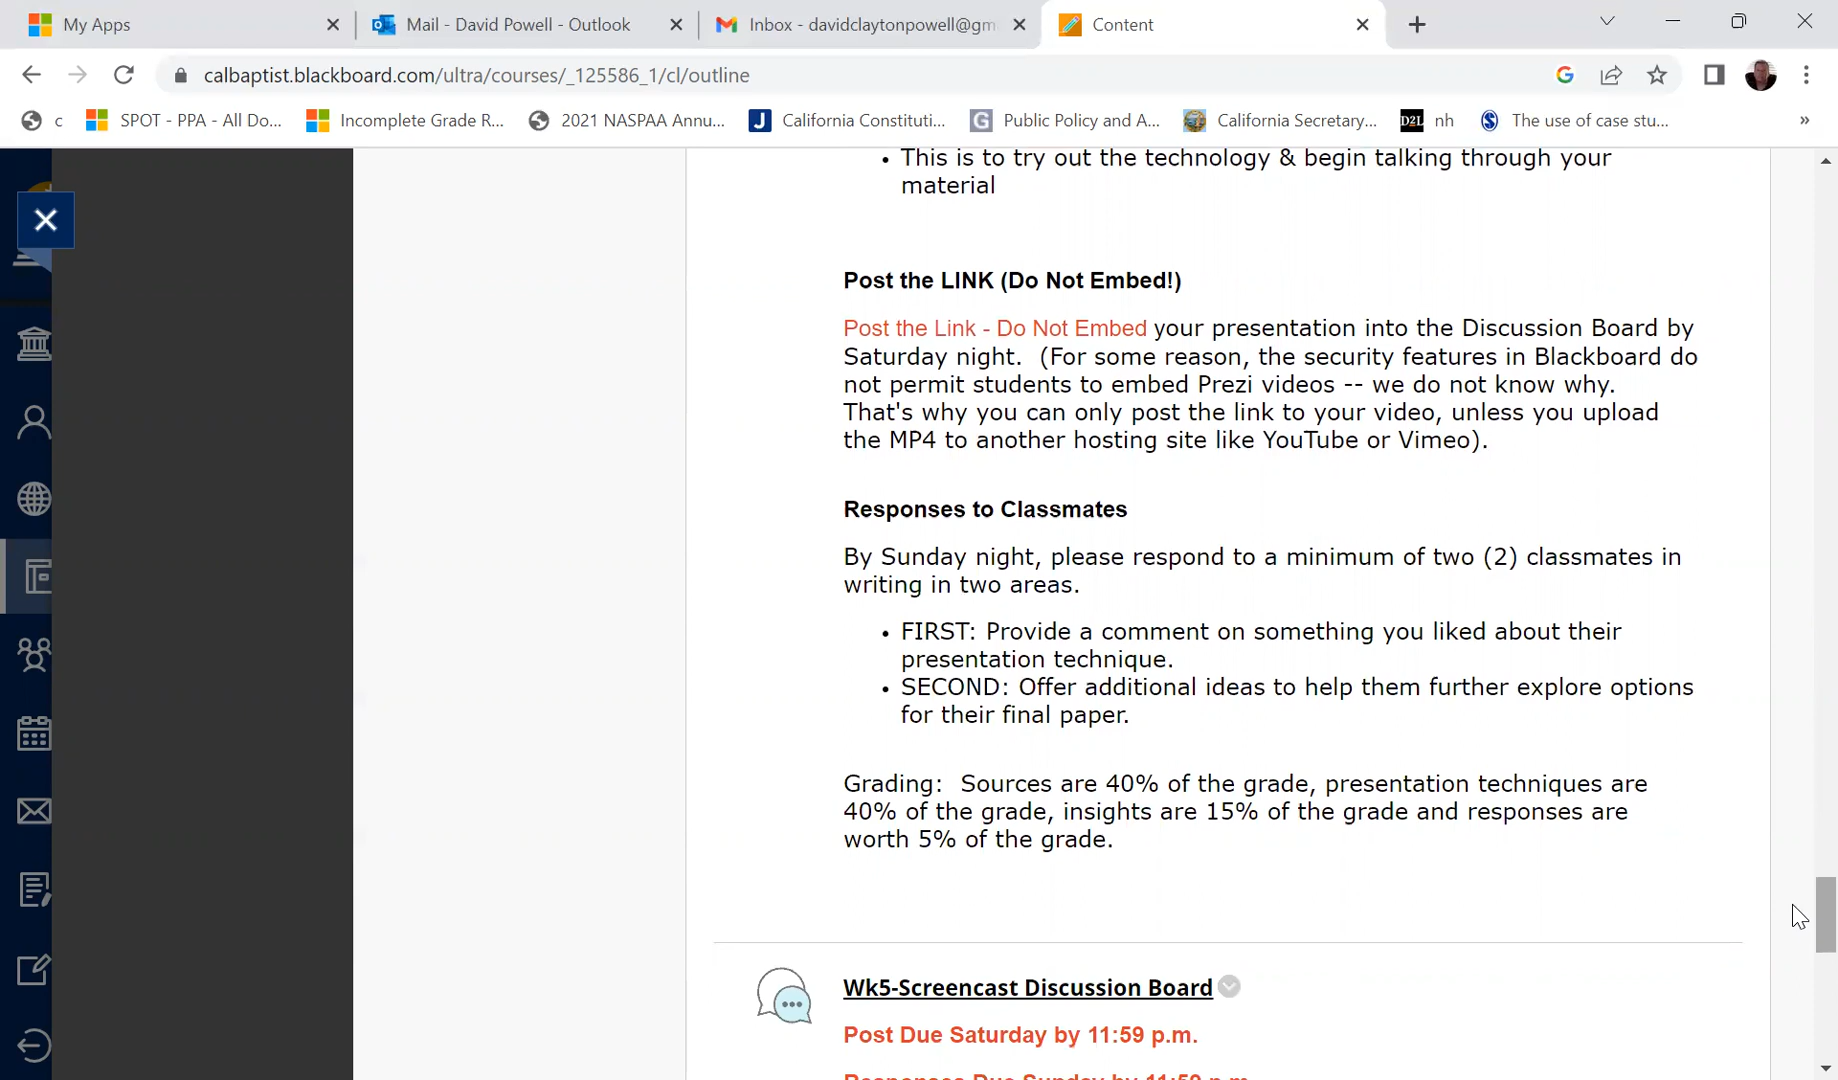 My Apps
Mail - David Powell - Outlook
Inbox - davidclaytonpowell@gm
Content
calbaptist.blackboard.com/ultra/courses/_125586_1/cl/outline
c
SPOT - PPA - All Do...
Incomplete Grade R...
2021 NASPAA Annu...
J
California Constituti...
G
Public Policy and A...
California Secretary...
D2L
nh
S
The use of case stu...
»
• This is to try out the technology & begin talking through your
material
Post the LINK (Do Not Embed!)
Post the Link - Do Not Embed your presentation into the Discussion Board by
Saturday night.  (For some reason, the security features in Blackboard do
not permit students to embed Prezi videos -- we do not know why.
That's why you can only post the link to your video, unless you upload
the MP4 to another hosting site like YouTube or Vimeo).
Responses to Classmates
By Sunday night, please respond to a minimum of two (2) classmates in
writing in two areas.
• FIRST: Provide a comment on something you liked about their
presentation technique.
• SECOND: Offer additional ideas to help them further explore options
for their final paper.
Grading:  Sources are 40% of the grade, presentation techniques are
40% of the grade, insights are 15% of the grade and responses are
worth 5% of the grade.
Wk5-Screencast Discussion Board
Post Due Saturday by 11:59 p.m.
Responses Due Sunday by 11:59 p.m.